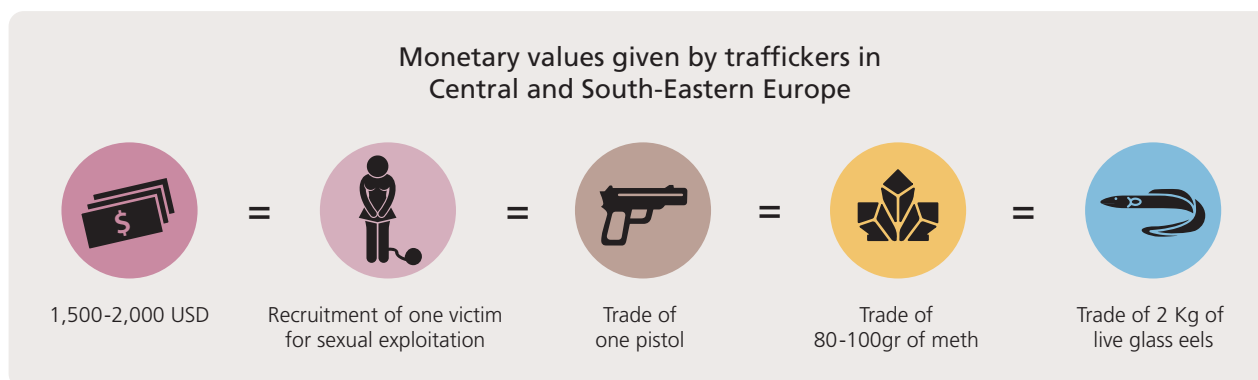 Monetary values given by traffickers in
Central and South-Eastern Europe
$
=
=
=
=
1,500-2,000 USD
Recruitment of one victim
for sexual exploitation
Trade of
one pistol
Trade of
80-100gr of meth
Trade of 2 Kg of
live glass eels